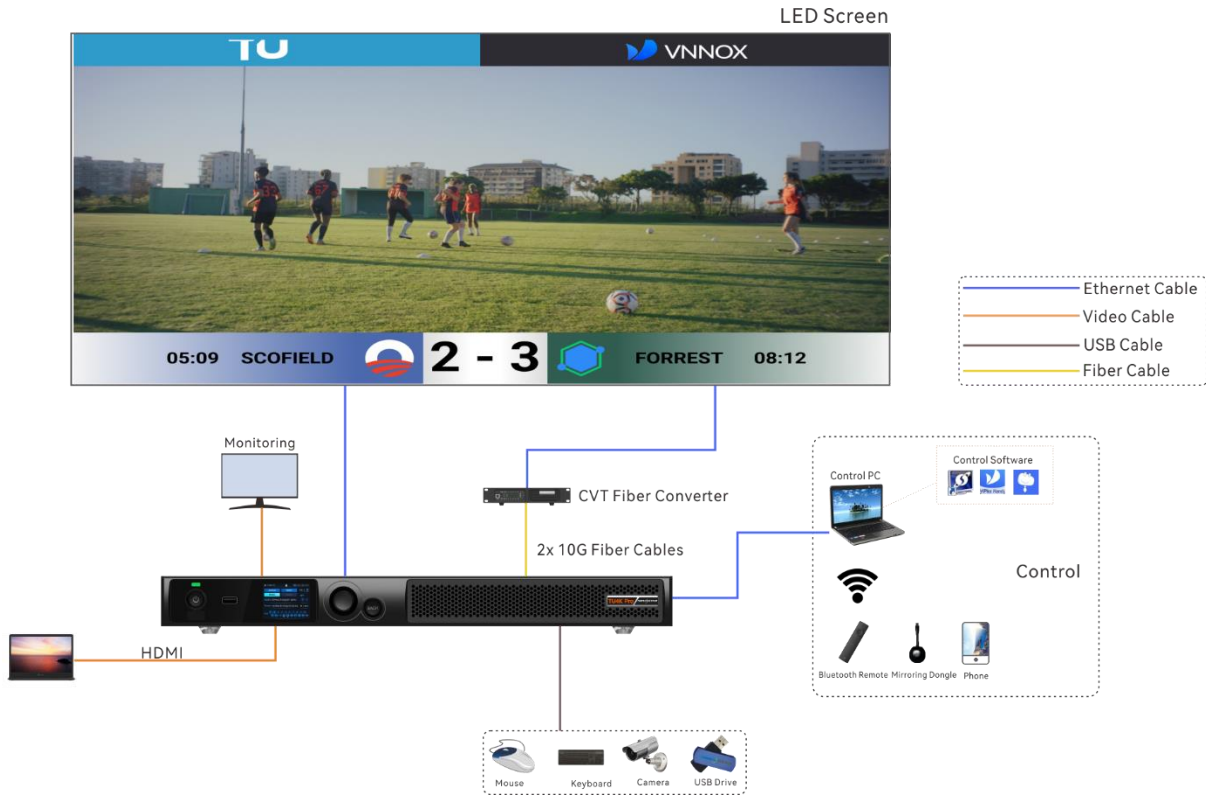 LED Screen
TU
VNNOX
05:09 SCOFIELD 2 - 3 FORREST 08:12
Ethernet Cable
Video Cable
USB Cable
Fiber Cable
Monitoring
CVT Fiber Converter
2x 10G Fiber Cables
HDMI
Control Software
Control PC
Control
Bluetooth Remote
Mirroring Dongle
Phone
Mouse
Keyboard
Camera
USB Drive